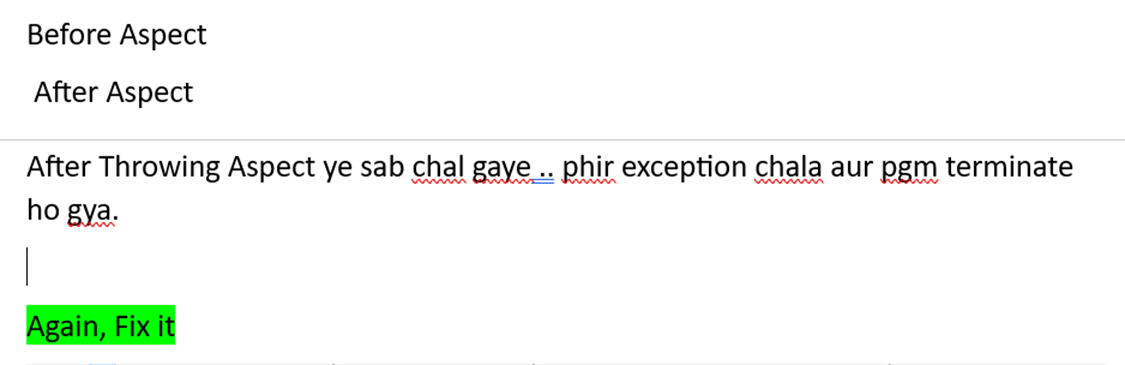 Before Aspect
After Aspect
After Throwing Aspect ye sab chal gaye .. phir exception chala aur pgm terminate
ho gya.
Again, Fix it